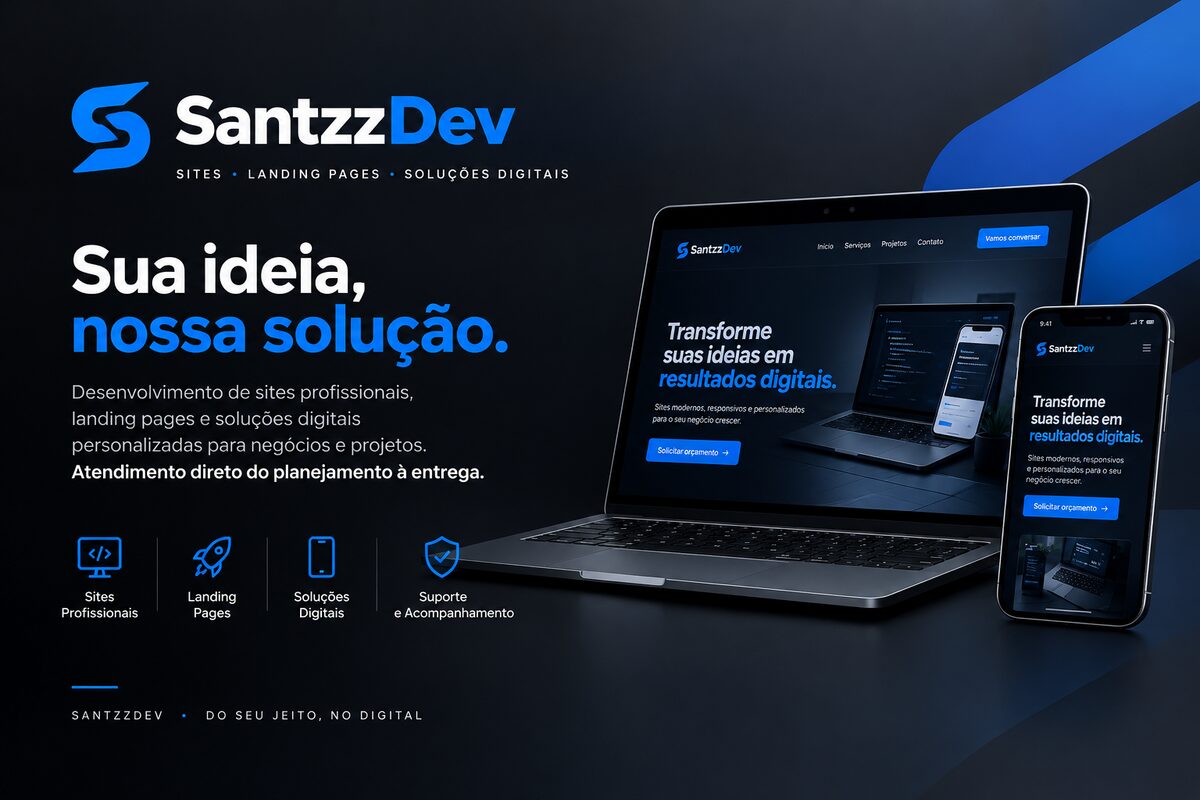 SantzzDev
SITES • LANDING PAGES • SOLUÇÕES DIGITAIS
Sua ideia,
nossa solução.
Desenvolvimento de sites profissionais,
landing pages e soluções digitais
personalizadas para negócios e projetos.
Atendimento direto do planejamento à entrega.
Sites
Profissionais
Landing
Pages
Soluções
Digitais
Suporte
e Acompanhamento
SANTZZDEV • DO SEU JEITO, NO DIGITAL
SantzzDev
Início Serviços Projetos Contato
Vamos conversar
Transforme
suas ideias em
resultados digitais.
Sites modernos, responsivos e personalizados
para o seu negócio crescer.
Solicitar orçamento →
9:41
SantzzDev
Transforme
suas ideias em
resultados digitais.
Sites modernos, responsivos
e personalizados para o seu
negócio crescer.
Solicitar orçamento →